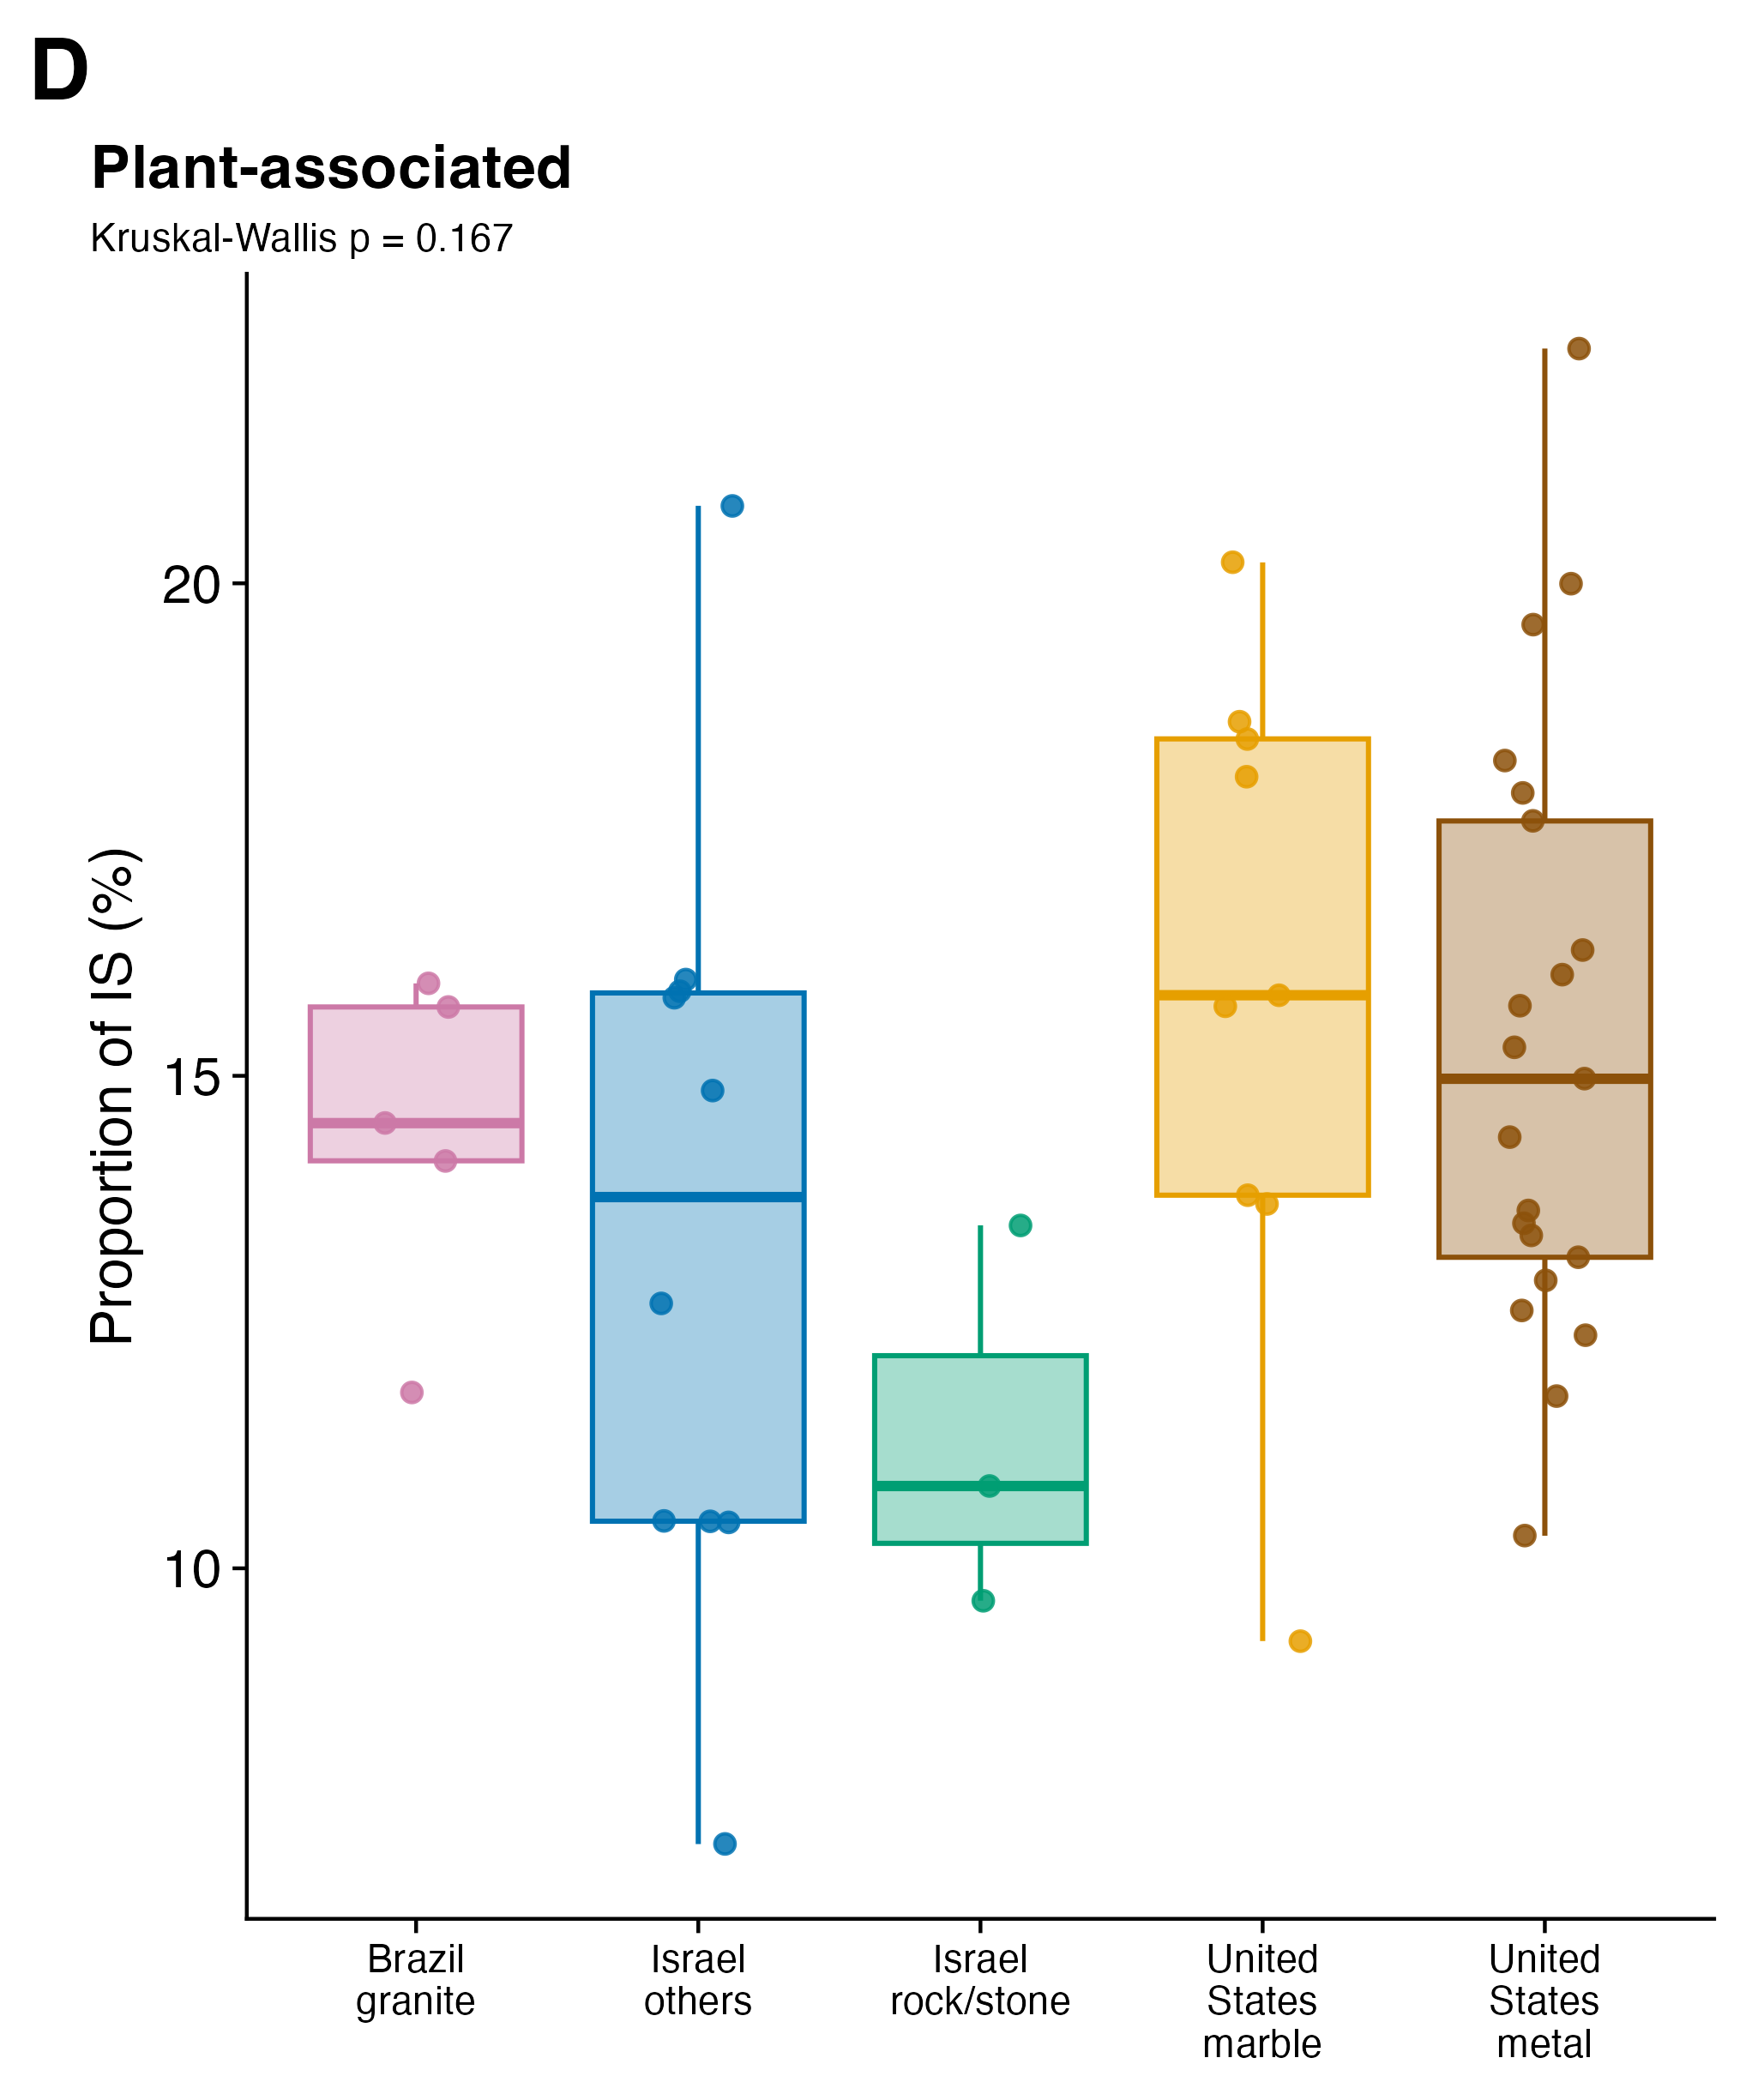 D
Plant-associated
Kruskal-Wallis p = 0.167
Proportion of IS (%)
20
15
10
Brazil
granite
Israel
others
Israel
rock/stone
United
States
marble
United
States
metal